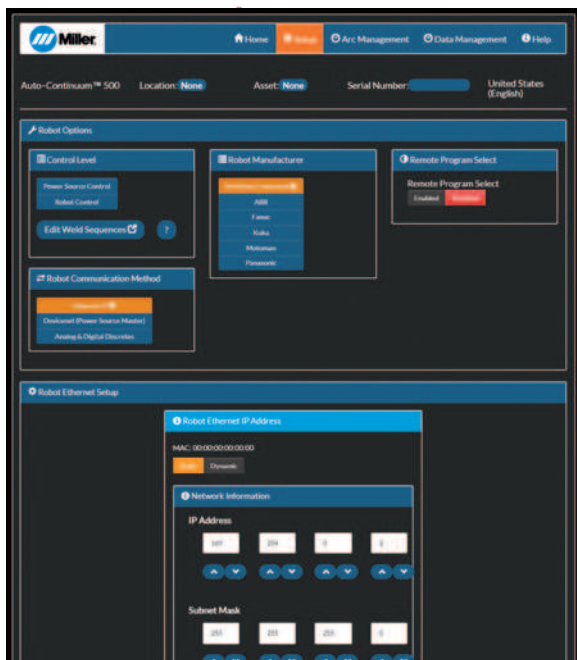 Miller
Home Setup Arc Management Data Management Help
Auto-Continuum™ 500 Location: None Asset: None Serial Number: United States
(English)
Robot Options
Control Level
Power Source Control
Robot Control
Edit Weld Sequences ?
Robot Manufacturer
ABB
Fanuc
Kuka
Motoman
Panasonic
Remote Program Select
Remote Program Select
Enabled
Robot Communication Method
Devicenet (Power Source Master)
Analog & Digital Discretes
Robot Ethernet Setup
Robot Ethernet IP Address
MAC: 00:00:00:00:00:00
Dynamic
Network Information
IP Address
169 254 0
Subnet Mask
255 255 255 0